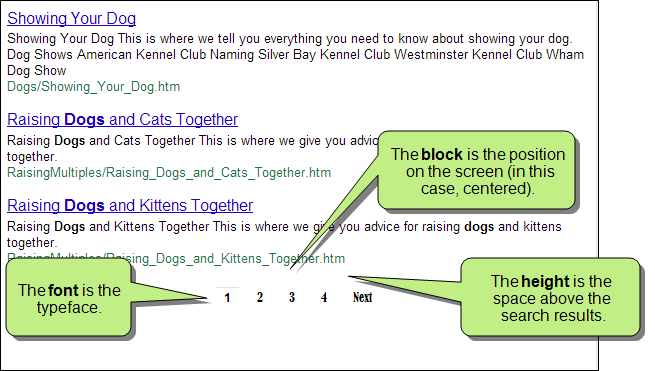 Showing Your Dog
Showing Your Dog This is where we tell you everything you need to know about showing your dog.
Dog Shows American Kennel Club Naming Silver Bay Kennel Club Westminster Kennel Club Wham
Dog Show
Dogs/Showing_Your_Dog.htm
Raising Dogs and Cats Together
Raising Dogs and Cats Together This is where we give you advic
together.
RaisingMultiples/Raising_Dogs_and_Cats_Together.htm
The block is the position
on the screen (in this
case, centered).
Raising Dogs and Kittens Together
Raising Dogs and Kittens Together This is where we give you advice for raising dogs and kittens
together.
RaisingMultiples/Raising_Dogs_and_Kittens_Together.htm
The font is the
typeface.
1 2 3 4 Next
The height is the
space above the
search results.